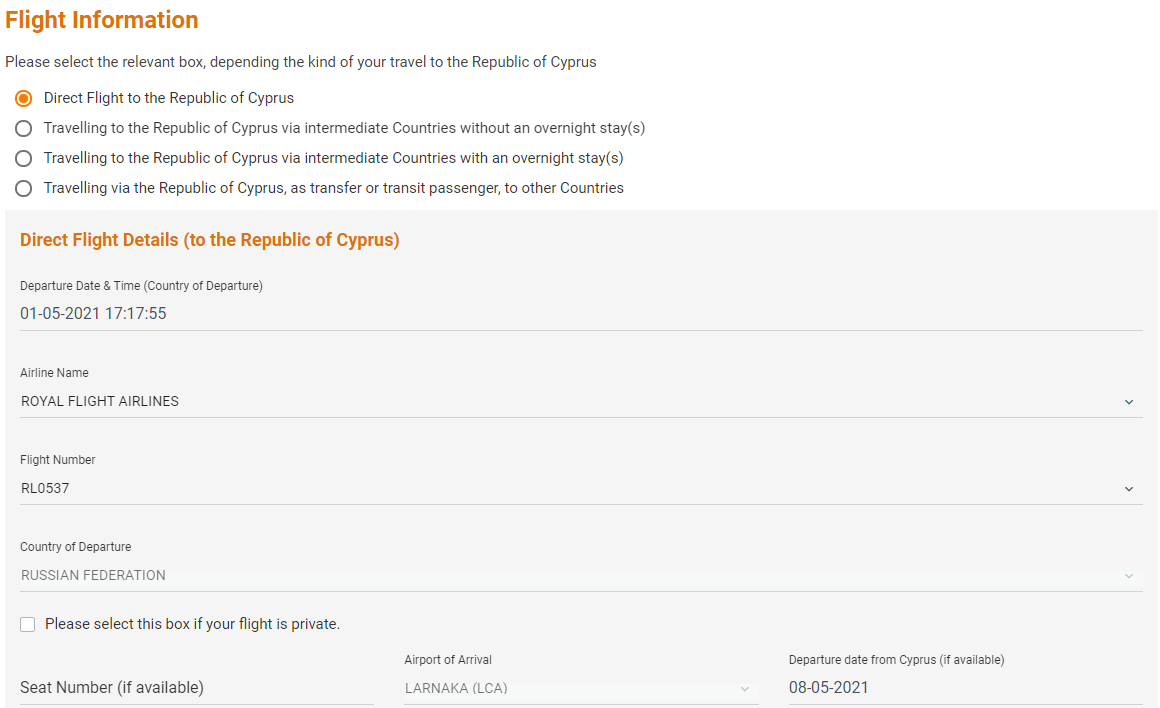 Flight Information
Please select the relevant box, depending the kind of your travel to the Republic of Cyprus
Direct Flight to the Republic of Cyprus
Travelling to the Republic of Cyprus via intermediate Countries without an overnight stay(s)
Travelling to the Republic of Cyprus via intermediate Countries with an overnight stay(s)
Travelling via the Republic of Cyprus, as transfer or transit passenger, to other Countries
Direct Flight Details (to the Republic of Cyprus)
Departure Date & Time (Country of Departure)
01-05-2021 17:17:55
Airline Name
ROYAL FLIGHT AIRLINES
Flight Number
RL0537
Country of Departure
RUSSIAN FEDERATION
Please select this box if your flight is private.
Seat Number (if available)
Airport of Arrival
LARNAKA (LCA)
Departure date from Cyprus (if available)
08-05-2021